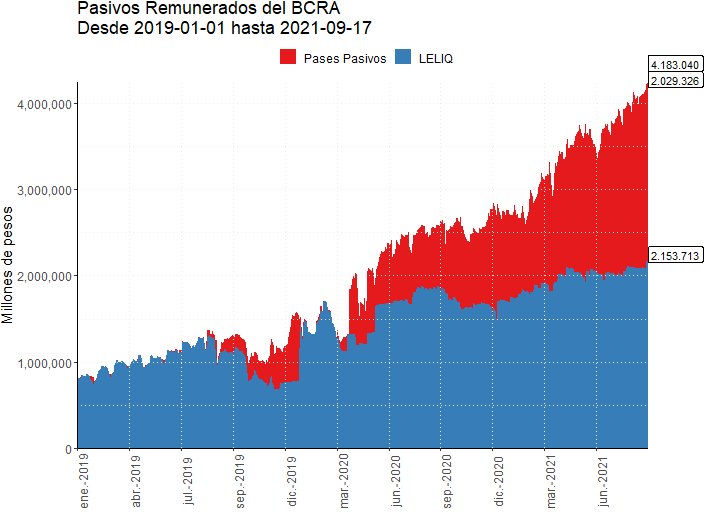 Pasivos Remunerados del BCRA
Desde 2019-01-01 hasta 2021-09-17
Pases Pasivos
LELIQ
4.183.040
2.029.326
2.153.713
Millones de pesos
4,000,000
3,000,000
2,000,000
1,000,000
0
ene.-2019
abr.-2019
jul.-2019
sep.-2019
dic.-2019
mar.-2020
jun.-2020
sep.-2020
dic.-2020
mar.-2021
jun.-2021